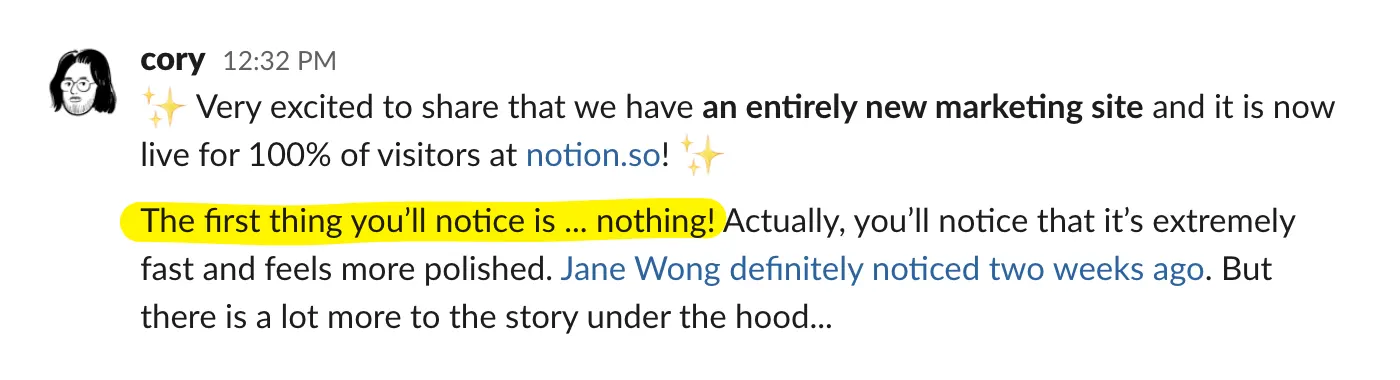 cory 12:32 PM
✨ Very excited to share that we have an entirely new marketing site and it is now
live for 100% of visitors at notion.so! ✨
The first thing you’ll notice is ... nothing! Actually, you’ll notice that it’s extremely
fast and feels more polished. Jane Wong definitely noticed two weeks ago. But
there is a lot more to the story under the hood...